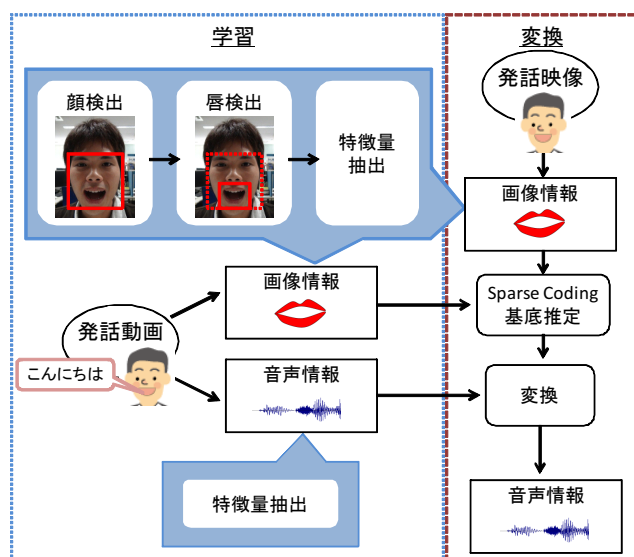 学習
顔検出
唇検出
特徴量
抽出
画像情報
発話動画
こんにちは
音声情報
特徴量抽出
変換
発話映像
画像情報
Sparse Coding
基底推定
変換
音声情報